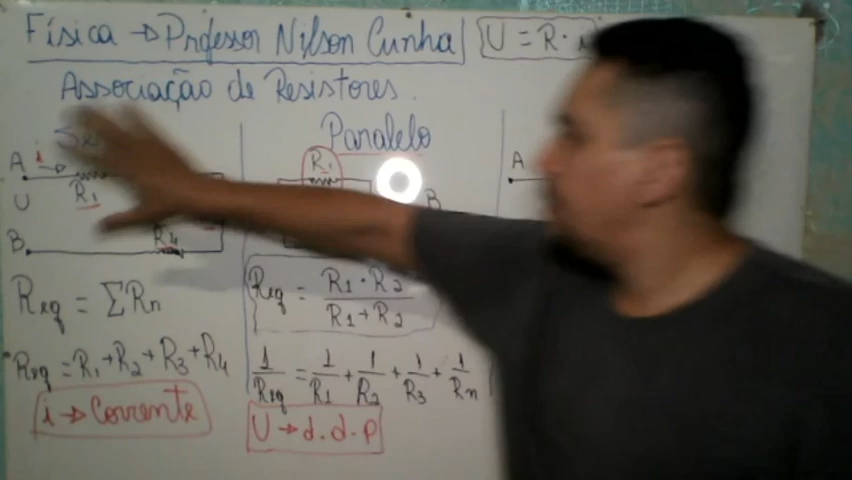 Física → Professor Nilson Cunha
U = R ·
Associação de Resistores.
Paralelo
A
i
R1
U
B
R4
Req = ΣRn
Req = R1 + R2 + R3 + R4
i → Corrente
R1
B
Req = R1 · R2 / R1 + R2
1/Req = 1/R1 + 1/R2 + 1/R3 + 1/Rn
U → d.d.p
A